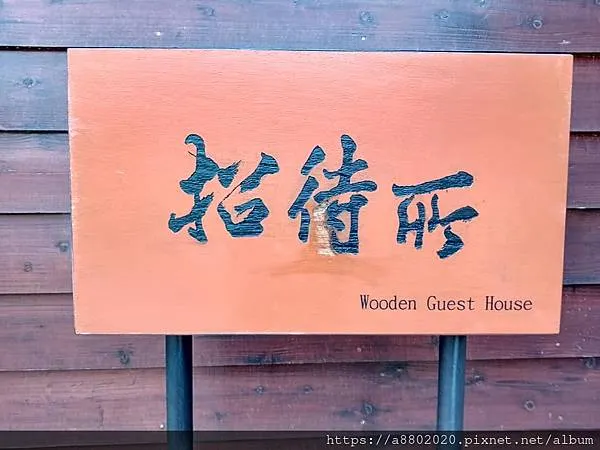 招待所
Wooden Guest House
https://a8802020.pixnet.net/album